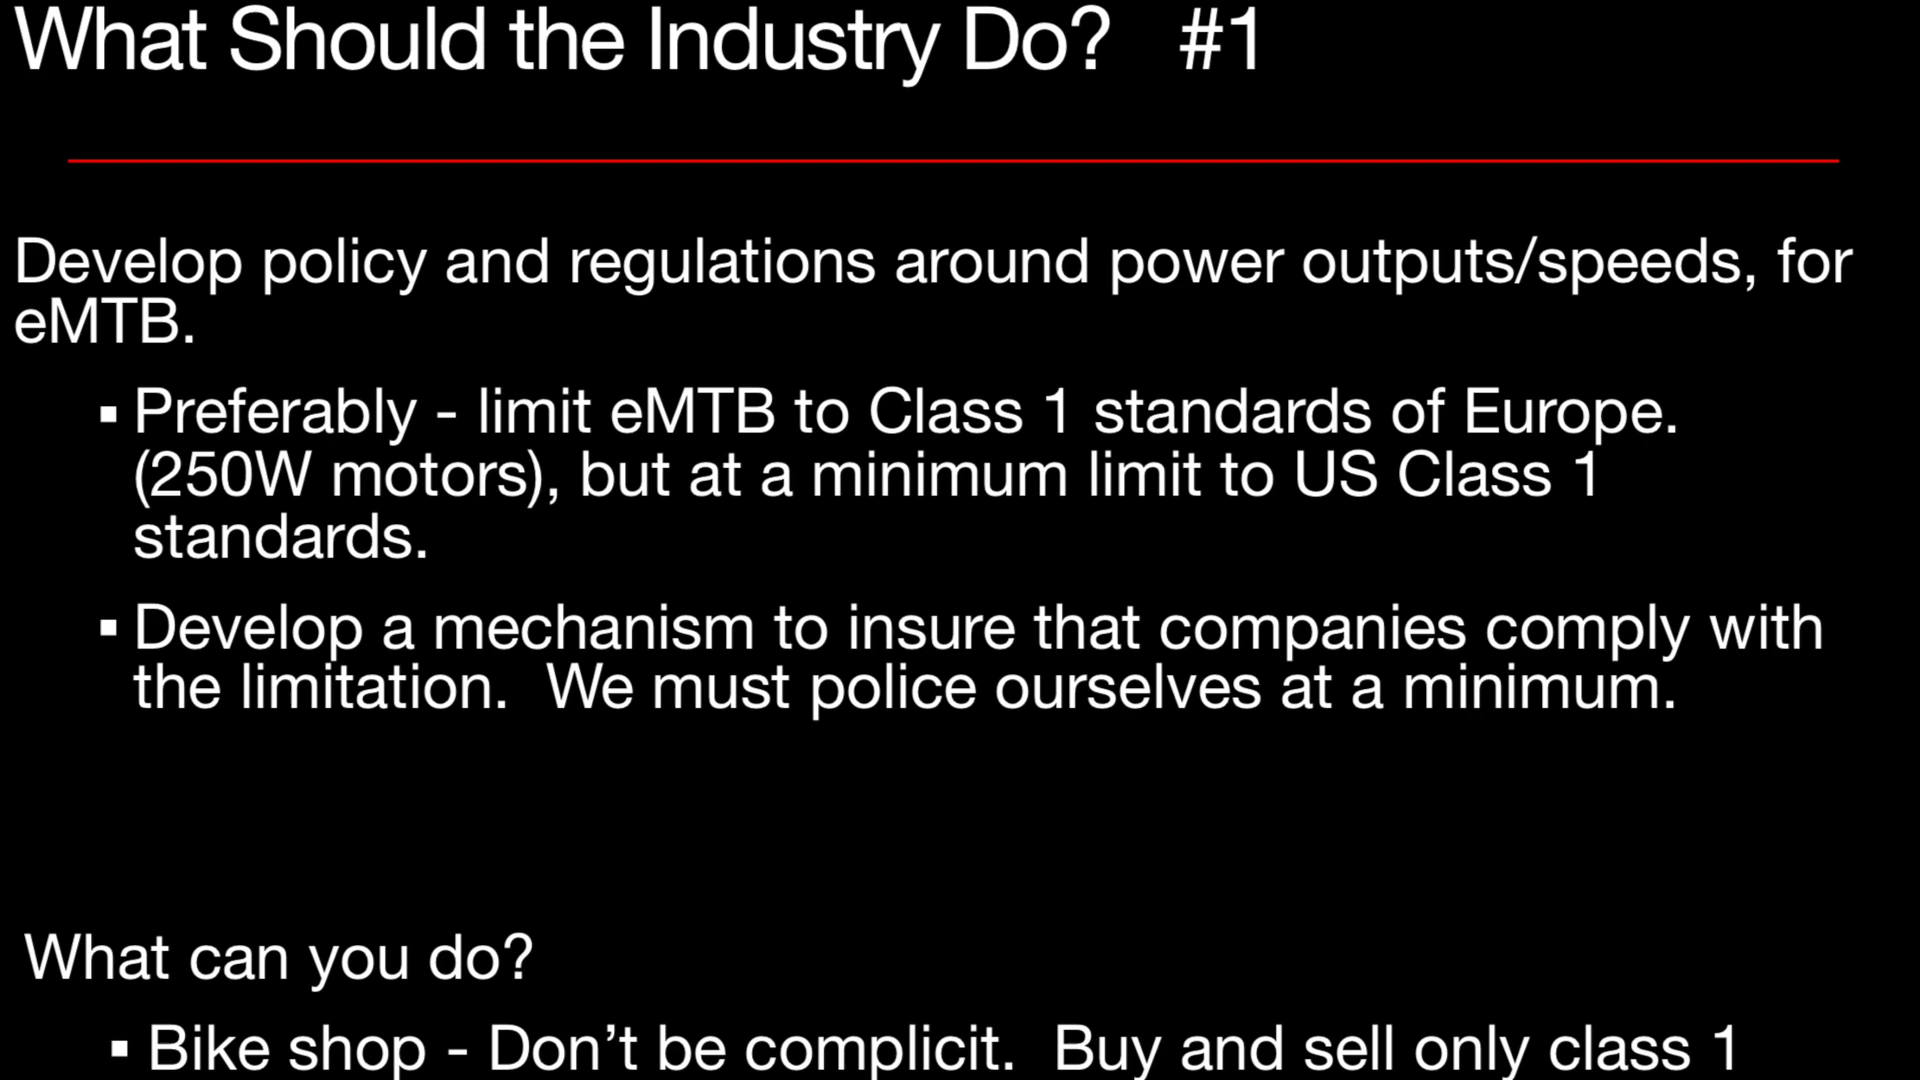 What Should the Industry Do?   #1
Develop policy and regulations around power outputs/speeds, for
eMTB.
▪ Preferably - limit eMTB to Class 1 standards of Europe.
(250W motors), but at a minimum limit to US Class 1
standards.
▪ Develop a mechanism to insure that companies comply with
the limitation.  We must police ourselves at a minimum.
What can you do?
▪ Bike shop - Don’t be complicit.  Buy and sell only class 1